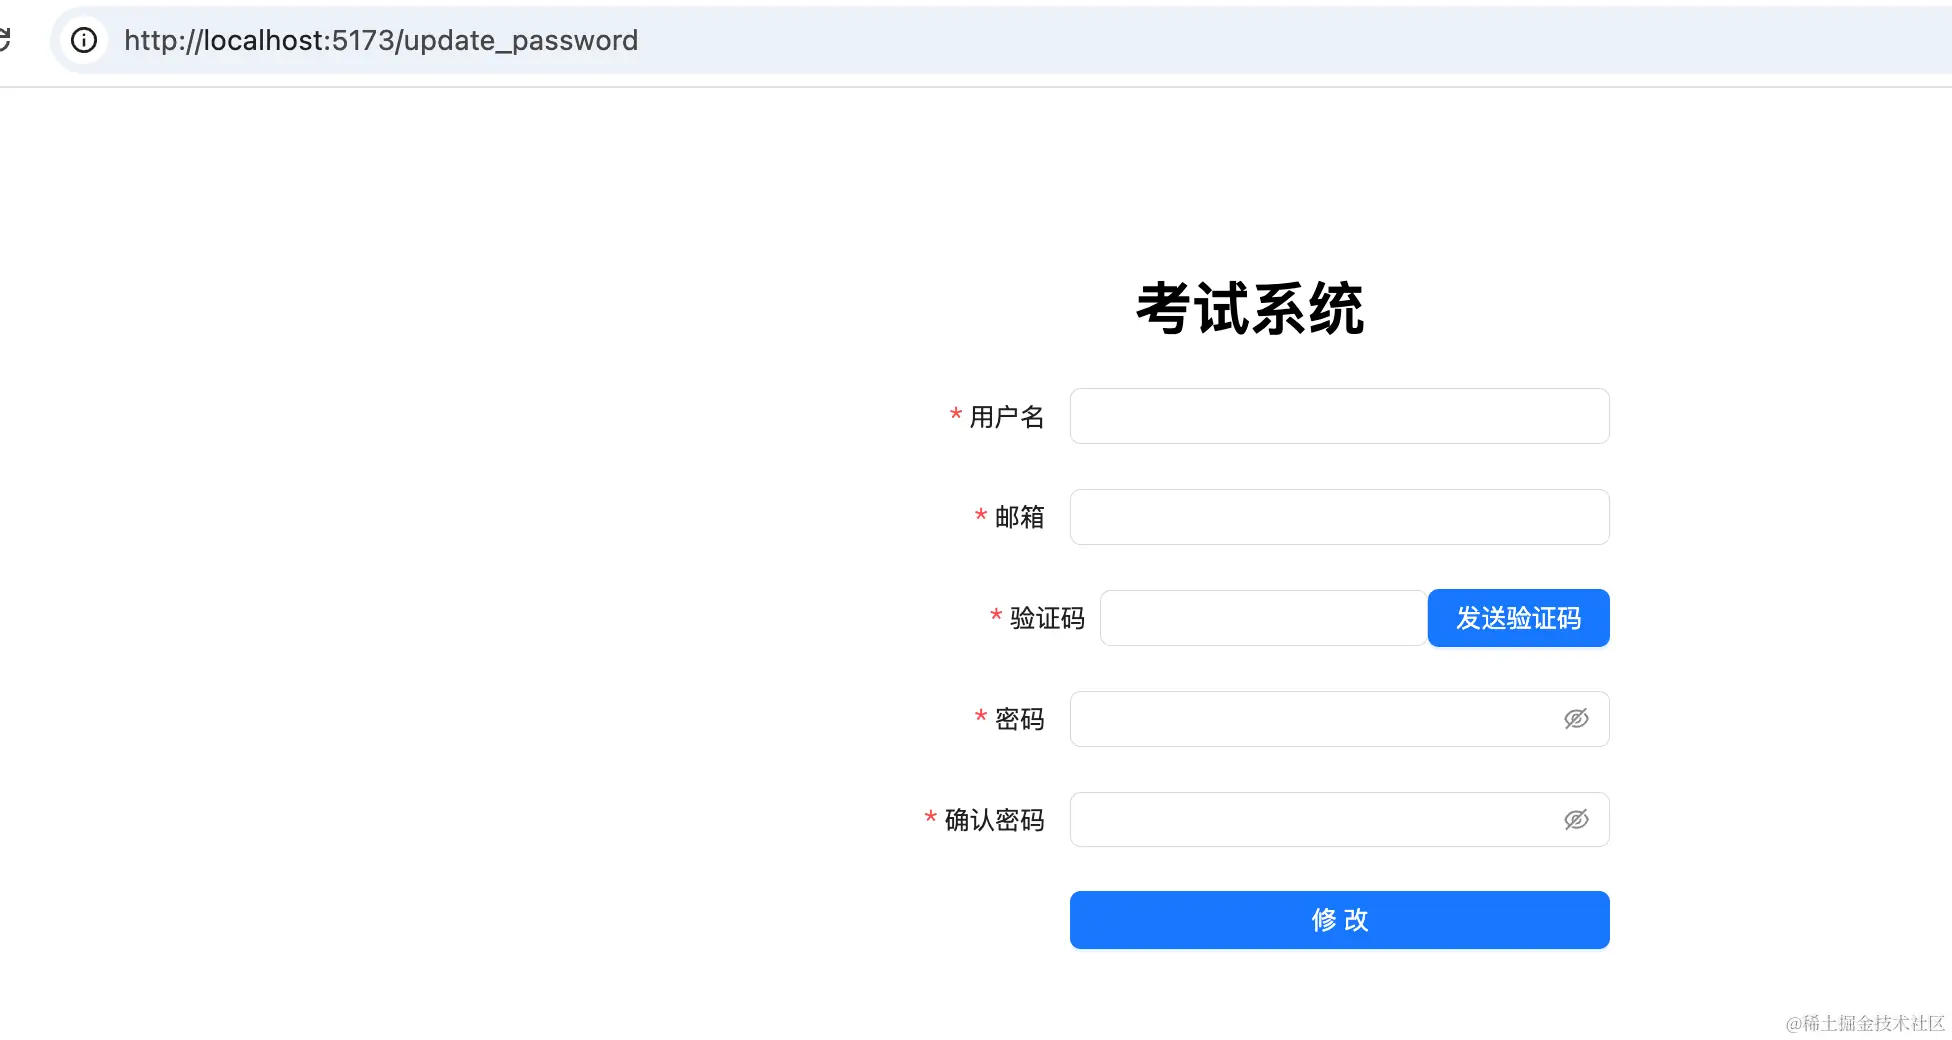 http://localhost:5173/update_password
考试系统
* 用户名
* 邮箱
* 验证码 发送验证码
* 密码
* 确认密码
修 改
@稀土掘金技术社区